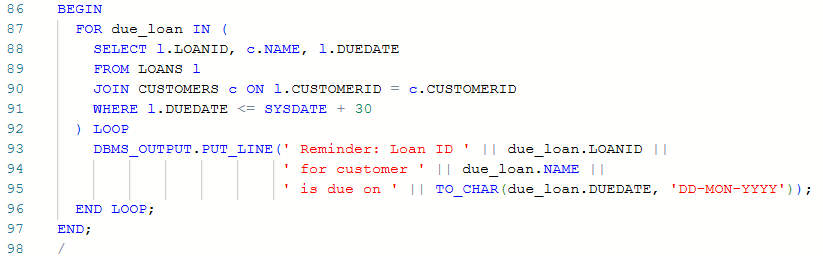 86 BEGIN
87 FOR due_loan IN (
88 SELECT l.LOANID, c.NAME, l.DUEDATE
89 FROM LOANS l
90 JOIN CUSTOMERS c ON l.CUSTOMERID = c.CUSTOMERID
91 WHERE l.DUEDATE <= SYSDATE + 30
92 ) LOOP
93 DBMS_OUTPUT.PUT_LINE(' Reminder: Loan ID ' || due_loan.LOANID ||
94 ' for customer ' || due_loan.NAME ||
95 ' is due on ' || TO_CHAR(due_loan.DUEDATE, 'DD-MON-YYYY'));
96 END LOOP;
97 END;
98 /